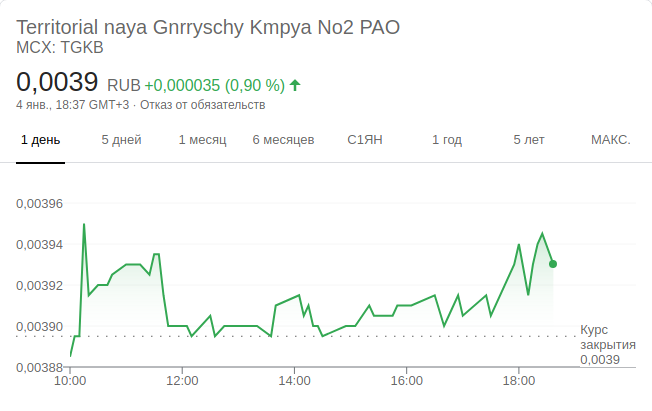 Territorial naya Gnrryschy Kmpya No2 PAO
MCX: TGKB
0,0039 RUB +0,000035 (0,90 %)
4 янв., 18:37 GMT+3 · Отказ от обязательств
1 день 5 дней 1 месяц 6 месяцев С1ЯН 1 год 5 лет МАКС.
0,00396
0,00394
0,00392
0,00390
0,00388
Курс
закрытия
0,0039
10:00 12:00 14:00 16:00 18:00